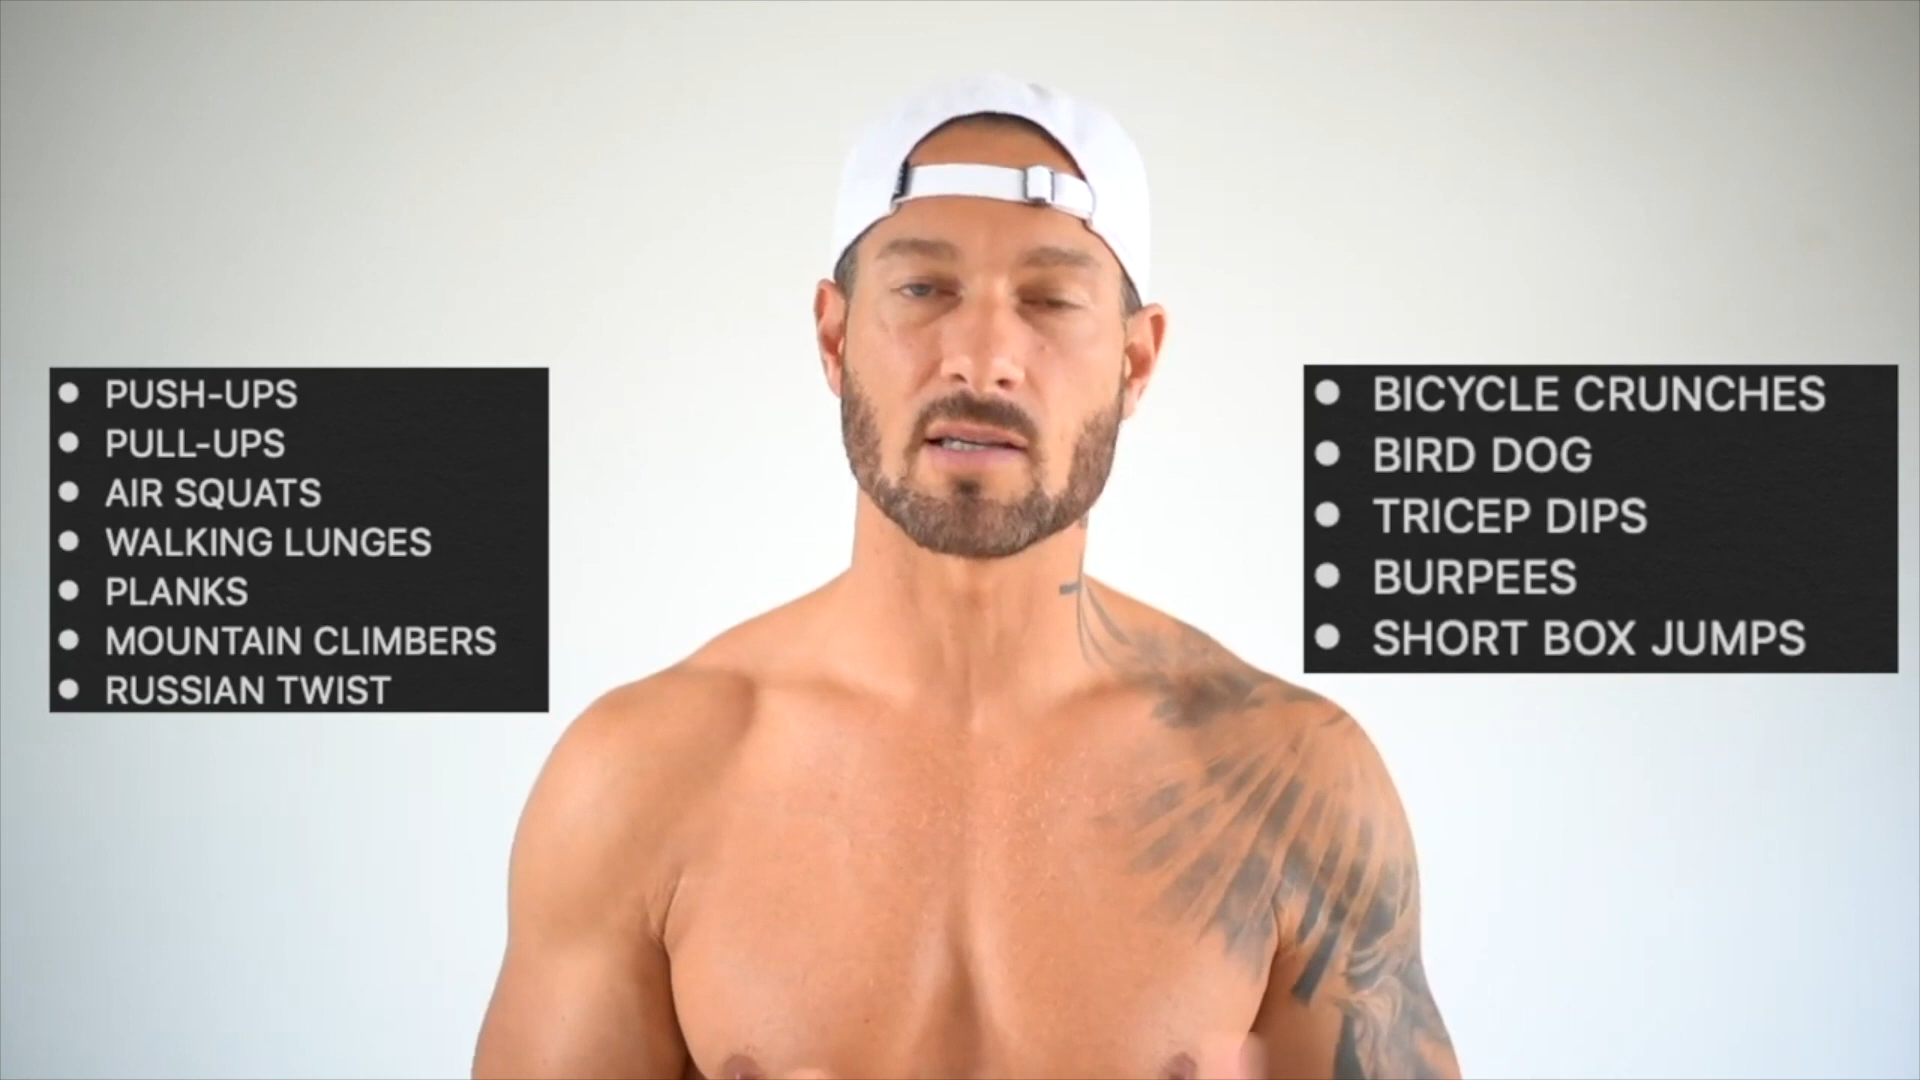 • PUSH-UPS
• PULL-UPS
• AIR SQUATS
• WALKING LUNGES
• PLANKS
• MOUNTAIN CLIMBERS
• RUSSIAN TWIST
• BICYCLE CRUNCHES
• BIRD DOG
• TRICEP DIPS
• BURPEES
• SHORT BOX JUMPS